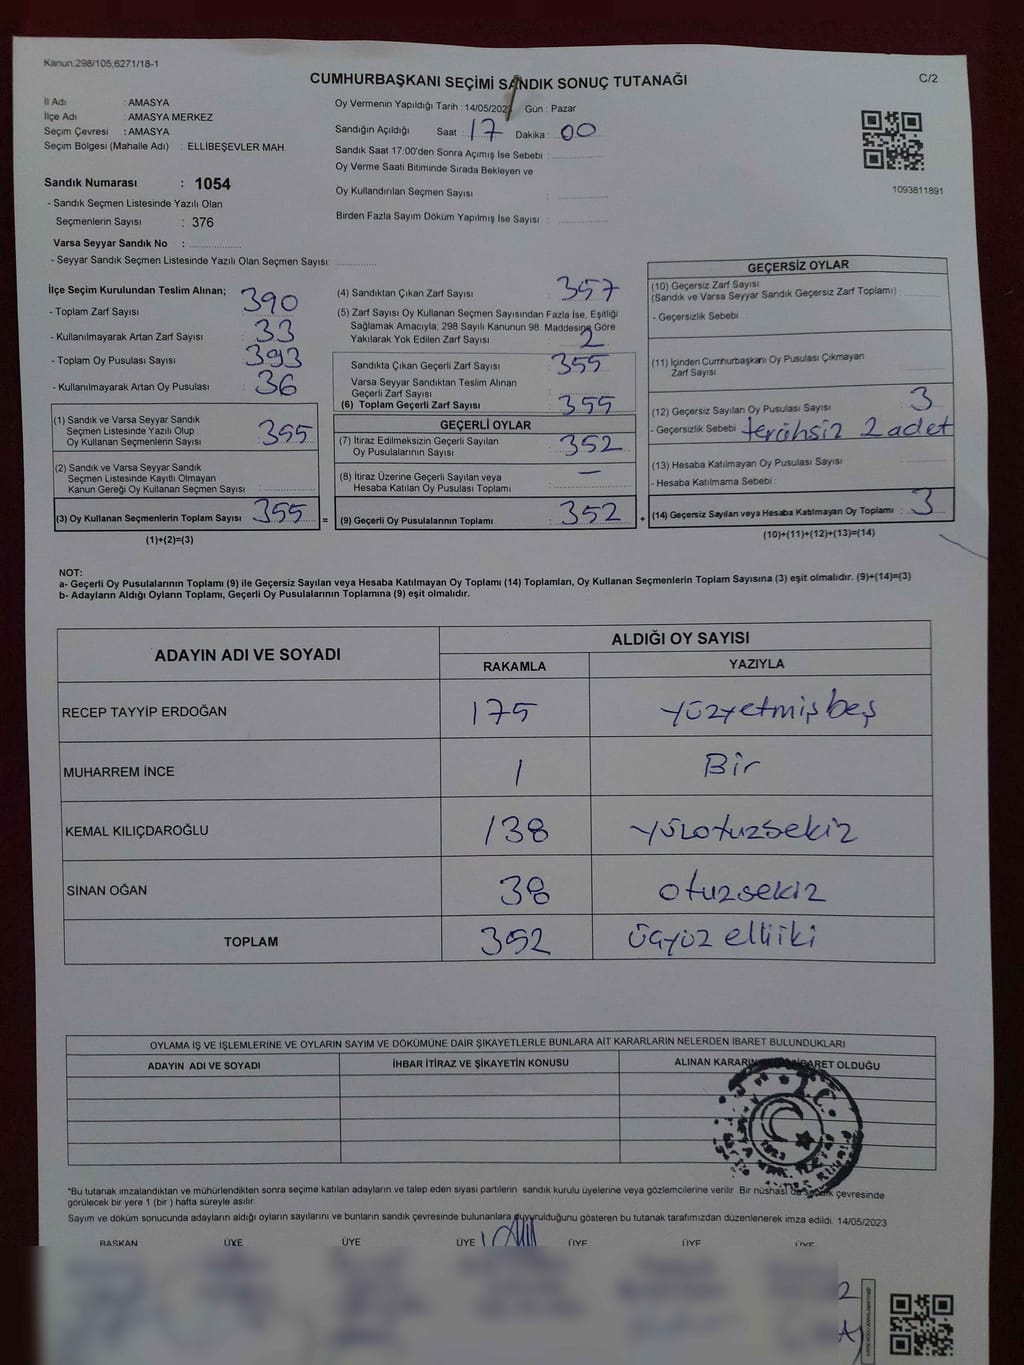 Kanun.298/105,6271/18-1
C/2
CUMHURBAŞKANI SEÇİMİ SANDIK SONUÇ TUTANAĞI
İl Adı : AMASYA
İlçe Adı : AMASYA MERKEZ
Seçim Çevresi : AMASYA
Seçim Bölgesi (Mahalle Adı) : ELLİBEŞEVLER MAH.
Sandık Numarası : 1054
- Sandık Seçmen Listesinde Yazılı Olan
Seçmenlerin Sayısı : 376
Varsa Seyyar Sandık No :
- Seyyar Sandık Seçmen Listesinde Yazılı Olan Seçmen Sayısı:
Oy Vermenin Yapıldığı Tarih : 14/05/202 Gün : Pazar
Sandığın Açıldığı Saat : 17 Dakika : 00
Sandık Saat 17:00'den Sonra Açımış İse Sebebi :
Oy Verme Saati Bitiminde Sırada Bekleyen ve
Oy Kullandırılan Seçmen Sayısı :
Birden Fazla Sayım Döküm Yapılmış İse Sayısı :
1093811891
İlçe Seçim Kurulundan Teslim Alınan;
- Toplam Zarf Sayısı : 390
- Kullanılmayarak Artan Zarf Sayısı : 33
- Toplam Oy Pusulası Sayısı : 393
- Kullanılmayarak Artan Oy Pusulası : 36
(1) Sandık ve Varsa Seyyar Sandık
Seçmen Listesinde Yazılı Olup
Oy Kullanan Seçmenlerin Sayısı : 355
(2) Sandık ve Varsa Seyyar Sandık
Seçmen Listesinde Kayıtlı Olmayan
Kanun Gereği Oy Kullanan Seçmen Sayısı :
(3) Oy Kullanan Seçmenlerin Toplam Sayısı : 355 =
(1)+(2)=(3)
(4) Sandıktan Çıkan Zarf Sayısı : 357
(5) Zarf Sayısı Oy Kullanan Seçmen Sayısından Fazla İse, Eşitliği
Sağlamak Amacıyla, 298 Sayılı Kanunun 98. Maddesine Göre
Yakılarak Yok Edilen Zarf Sayısı : 2
Sandıkta Çıkan Geçerli Zarf Sayısı : 355
Varsa Seyyar Sandıktan Teslim Alınan
Geçerli Zarf Sayısı :
(6) Toplam Geçerli Zarf Sayısı : 355
GEÇERLİ OYLAR
(7) İtiraz Edilmeksizin Geçerli Sayılan
Oy Pusulalarının Sayısı : 352
(8) İtiraz Üzerine Geçerli Sayılan veya
Hesaba Katılan Oy Pusulası Toplamı : —
(9) Geçerli Oy Pusulalarının Toplamı : 352 +
GEÇERSİZ OYLAR
(10) Geçersiz Zarf Sayısı
(Sandık ve Varsa Seyyar Sandık Geçersiz Zarf Toplamı) :
- Geçersizlik Sebebi :
(11) İçinden Cumhurbaşkanı Oy Pusulası Çıkmayan
Zarf Sayısı :
(12) Geçersiz Sayılan Oy Pusulası Sayısı : 3
- Geçersizlik Sebebi : tercihsiz 2 adet
(13) Hesaba Katılmayan Oy Pusulası Sayısı :
- Hesaba Katılmama Sebebi :
(14) Geçersiz Sayılan veya Hesaba Katılmayan Oy Toplamı : 3
(10)+(11)+(12)+(13)=(14)
NOT:
a- Geçerli Oy Pusulalarının Toplamı (9) ile Geçersiz Sayılan veya Hesaba Katılmayan Oy Toplamı (14) Toplamları, Oy Kullanan Seçmenlerin Toplam Sayısına (3) eşit olmalıdır. (9)+(14)=(3)
b- Adayların Aldığı Oyların Toplamı, Geçerli Oy Pusulalarının Toplamına (9) eşit olmalıdır.
ADAYIN ADI VE SOYADI
ALDIĞI OY SAYISI
RAKAMLA YAZIYLA
RECEP TAYYİP ERDOĞAN 175 yüzyetmişbeş
MUHARREM İNCE 1 Bir
KEMAL KILIÇDAROĞLU 138 yüzotuzsekiz
SİNAN OĞAN 38 otuzsekiz
TOPLAM 352 üçyüz elliiki
OYLAMA İŞ VE İŞLEMLERİNE VE OYLARIN SAYIM VE DÖKÜMÜNE DAİR ŞİKAYETLERLE BUNLARA AİT KARARLARIN NELERDEN İBARET BULUNDUKLARI
ADAYIN ADI VE SOYADI İHBAR İTİRAZ VE ŞİKAYETİN KONUSU ALINAN KARARIN İBARET OLDUĞU
T.C.
*Bu tutanak imzalandıktan ve mühürlendikten sonra seçime katılan adayların ve talep eden siyasi partilerin sandık kurulu üyelerine veya gözlemcilerine verilir. Bir nüshası da sandık çevresinde
görülecek bir yere 1 (bir ) hafta süreyle asılır.
Sayım ve döküm sonucunda adayların aldığı oyların sayılarını ve bunların sandık çevresinde bulunanlara duyurulduğunu gösteren bu tutanak tarafımızdan düzenlenerek imza edildi. 14/05/2023
BAŞKAN ÜYE ÜYE ÜYE ÜYE ÜYE ÜYE